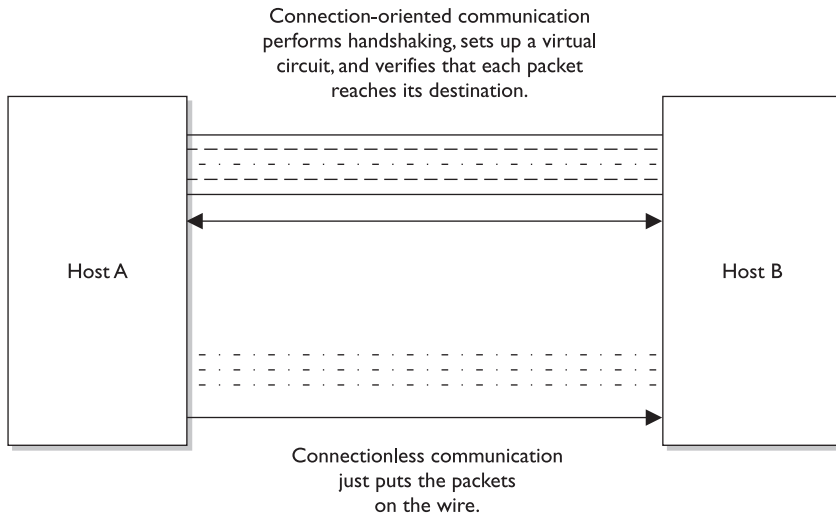 Connection-oriented communication
performs handshaking, sets up a virtual
circuit, and verifies that each packet
reaches its destination.
Host A
Host B
Connectionless communication
just puts the packets
on the wire.